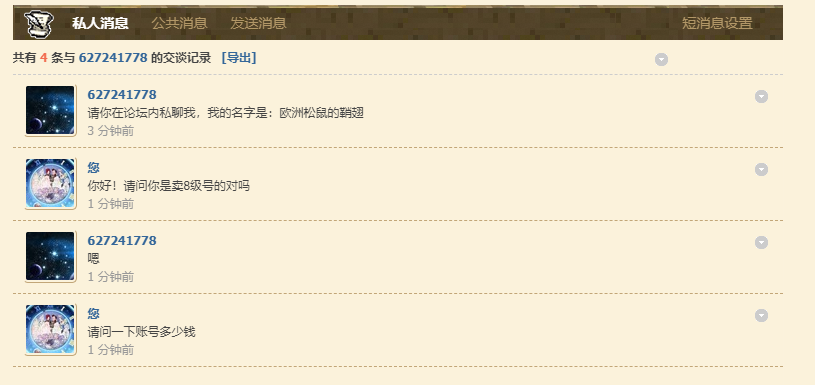 私人消息 公共消息 发送消息 短消息设置
共有 4 条与 627241778 的交谈记录 [导出]
627241778
请你在论坛内私聊我，我的名字是：欧洲松鼠的鞘翅
3 分钟前
您
你好！请问你是卖8级号的对吗
1 分钟前
627241778
嗯
1 分钟前
您
请问一下账号多少钱
1 分钟前